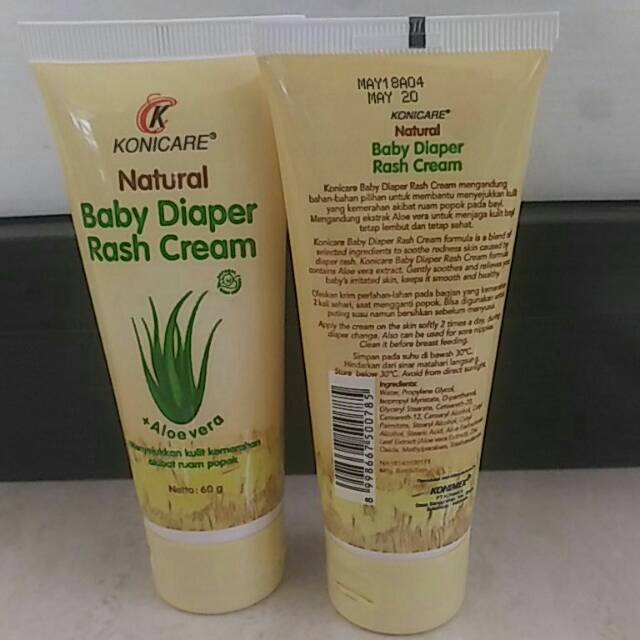 K
KONICARE®
Natural
Baby Diaper
Rash Cream
+Aloevera
Menyejukkan kulit kemerahan
akibat ruam popok
Netto : 60 g
MAY18A04
MAY 20
KONICARE®
Natural
Baby Diaper
Rash Cream
Konicare Baby Diaper Rash Cream mengandung
bahan-bahan pilihan untuk membantu menyejukkan kulit
yang kemerahan akibat ruam popok pada bayi.
Mengandung ekstrak Aloe vera untuk menjaga kulit bayi
tetap lembut dan tetap sehat.
Konicare Baby Diaper Rash Cream formula is a blend of
selected ingredients to soothe redness skin caused by
diaper rash. Konicare Baby Diaper Rash Cream formula
contains Aloe vera extract. Gently soothes and relieves your
baby's irritated skin, keeps it smooth and healthy.
Oleskan krim perlahan-lahan pada bagian yang kemerahan
2 kali sehari, saat mengganti popok. Bisa digunakan untuk
puting susu namun bersihkan sebelum menyusui.
Apply the cream on the skin softly 2 times a day, during
diaper change. Also can be used for sore nipples.
Clean it before breast feeding.
Simpan pada suhu di bawah 30°C.
Hindarkan dari sinar matahari langsung.
Store below 30°C. Avoid from direct sunlight.
Ingredients:
Water, Propylene Glycol,
Isopropyl Myristate, D-panthenol,
Glyceryl Stearate, Ceteareth-20,
Ceteareth-12, Cetearyl Alcohol, Cetyl
Palmitate, Stearyl Alcohol, Cetyl
Alcohol, Stearic Acid, Aloe Barbadensis
Leaf Extract (Aloe vera Extract), Zinc
Oxide, Methylparaben,
8 998667 500785
KONIMEX®